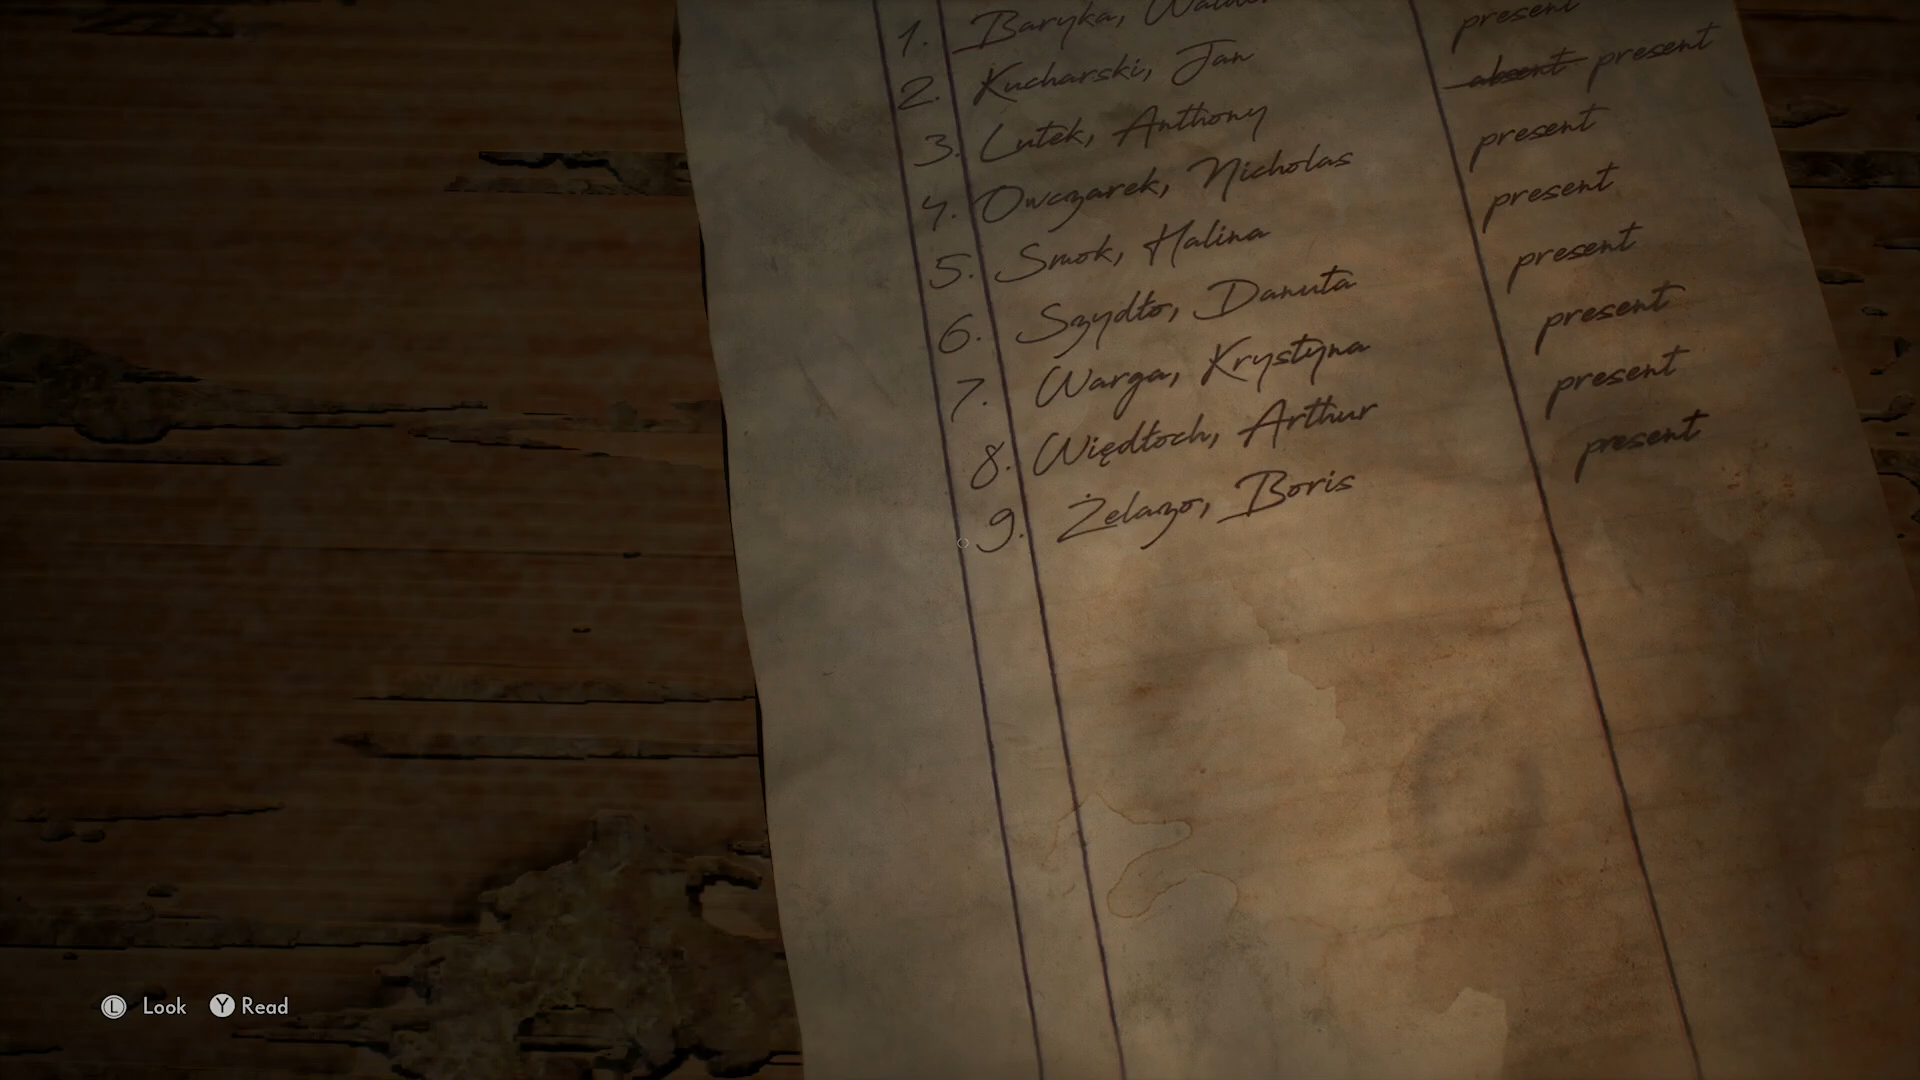 1. Baryka,
2. Kucharski, Jan present
3. Lutek, Anthony absent present
4. Owczarek, Nicholas present
5. Smok, Halina present
6. Szydło, Danuta present
7. Warga, Krystyna present
8. Więdłoch, Arthur present
9. Żelazo, Boris present
L Look Y Read